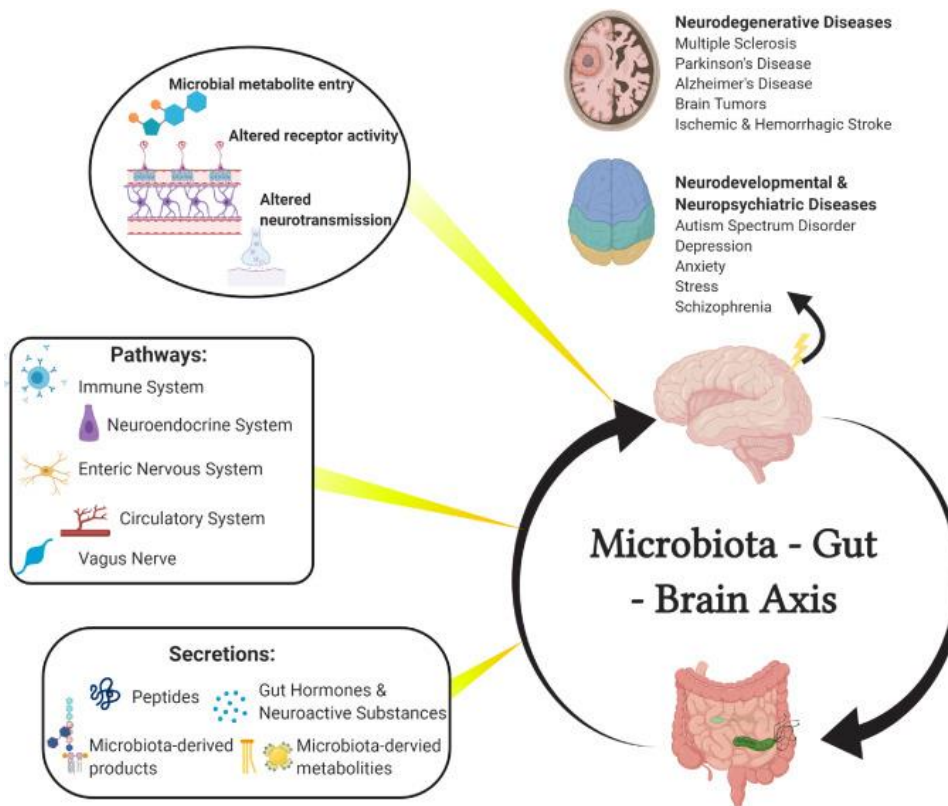 Microbial metabolite entry
Altered receptor activity
Altered
neurotransmission
Neurodegenerative Diseases
Multiple Sclerosis
Parkinson's Disease
Alzheimer's Disease
Brain Tumors
Ischemic & Hemorrhagic Stroke
Neurodevelopmental &
Neuropsychiatric Diseases
Autism Spectrum Disorder
Depression
Anxiety
Stress
Schizophrenia
Pathways:
Immune System
Neuroendocrine System
Enteric Nervous System
Circulatory System
Vagus Nerve
Microbiota - Gut
- Brain Axis
Secretions:
Peptides
Gut Hormones &
Neuroactive Substances
Microbiota-derived
products
Microbiota-dervied
metabolities